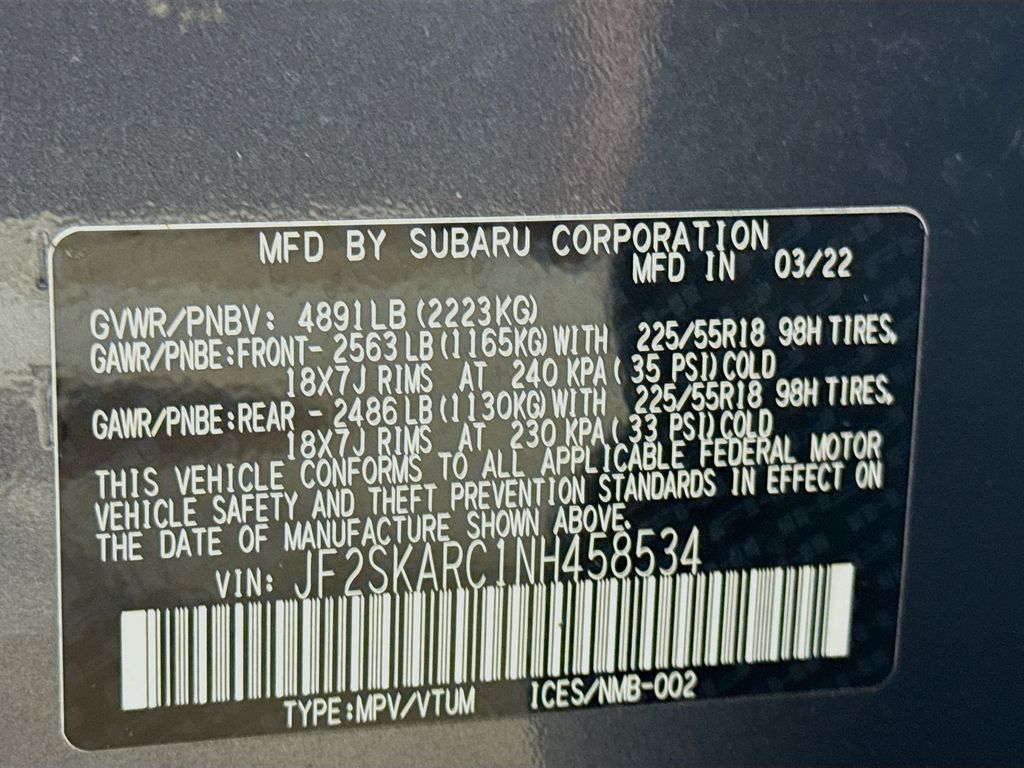 MFD BY SUBARU CORPORATION
MFD IN 03/22
GVWR/PNBV: 4891LB (2223KG)
GAWR/PNBE:FRONT- 2563 LB (1165KG) WITH 225/55R18 98H TIRES,
18X7J RIMS AT 240 KPA ( 35 PSI) COLD
GAWR/PNBE:REAR - 2486 LB (1130KG) WITH 225/55R18 98H TIRES,
18X7J RIMS AT 230 KPA ( 33 PSI) COLD
THIS VEHICLE CONFORMS TO ALL APPLICABLE FEDERAL MOTOR
VEHICLE SAFETY AND THEFT PREVENTION STANDARDS IN EFFECT ON
THE DATE OF MANUFACTURE SHOWN ABOVE.
VIN: JF2SKARC1NH458534
TYPE:MPV/VTUM ICES/NMB-002